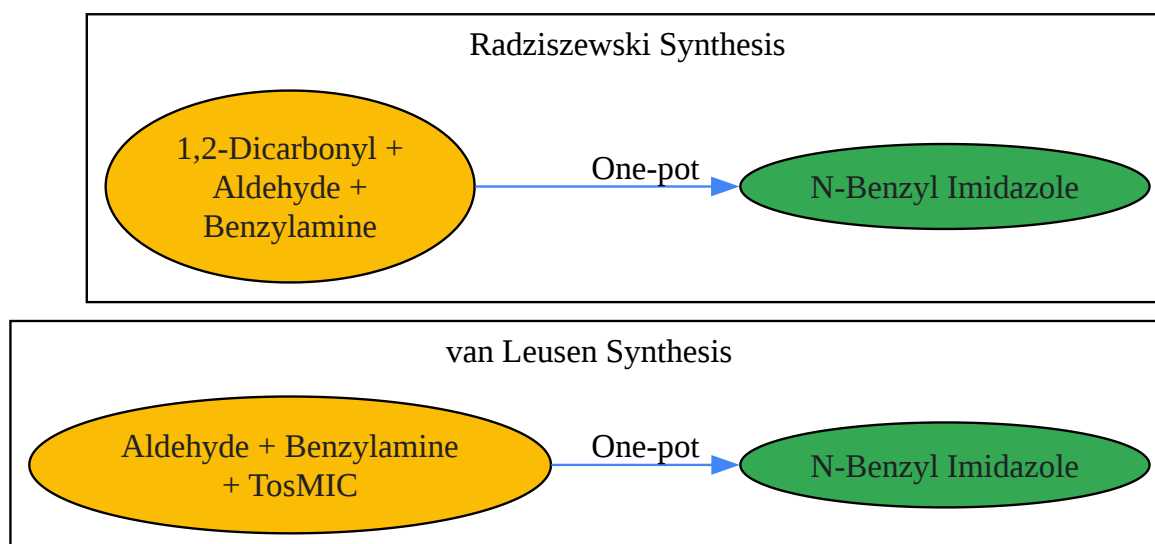 Radziszewski Synthesis
1,2-Dicarbonyl +
Aldehyde +
Benzylamine
One-pot
N-Benzyl Imidazole
van Leusen Synthesis
Aldehyde + Benzylamine
+ TosMIC
One-pot
N-Benzyl Imidazole